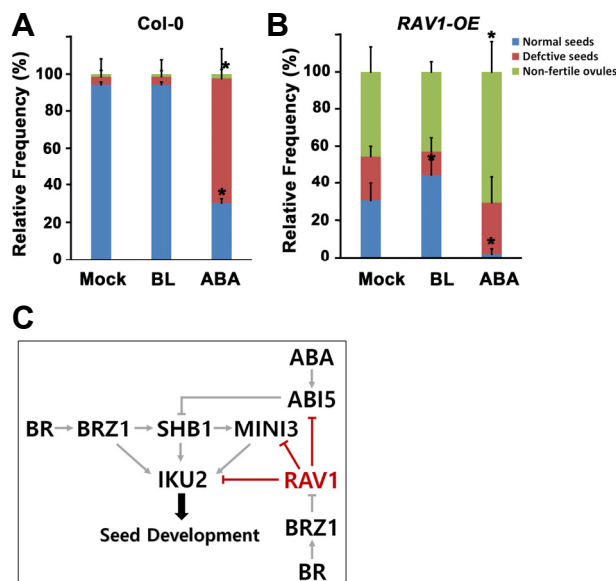 A
Col-0
Relative Frequency (%)
100
80
60
40
20
0
*
*
Mock BL ABA
B
RAV1-OE
Relative Frequency (%)
100
80
60
40
20
0
*
*
*
Mock BL ABA
Normal seeds
Defctive seeds
Non-fertile ovules
C
ABA
ABI5
BR BRZ1 SHB1 MINI3
IKU2 RAV1
Seed Development
BRZ1
BR